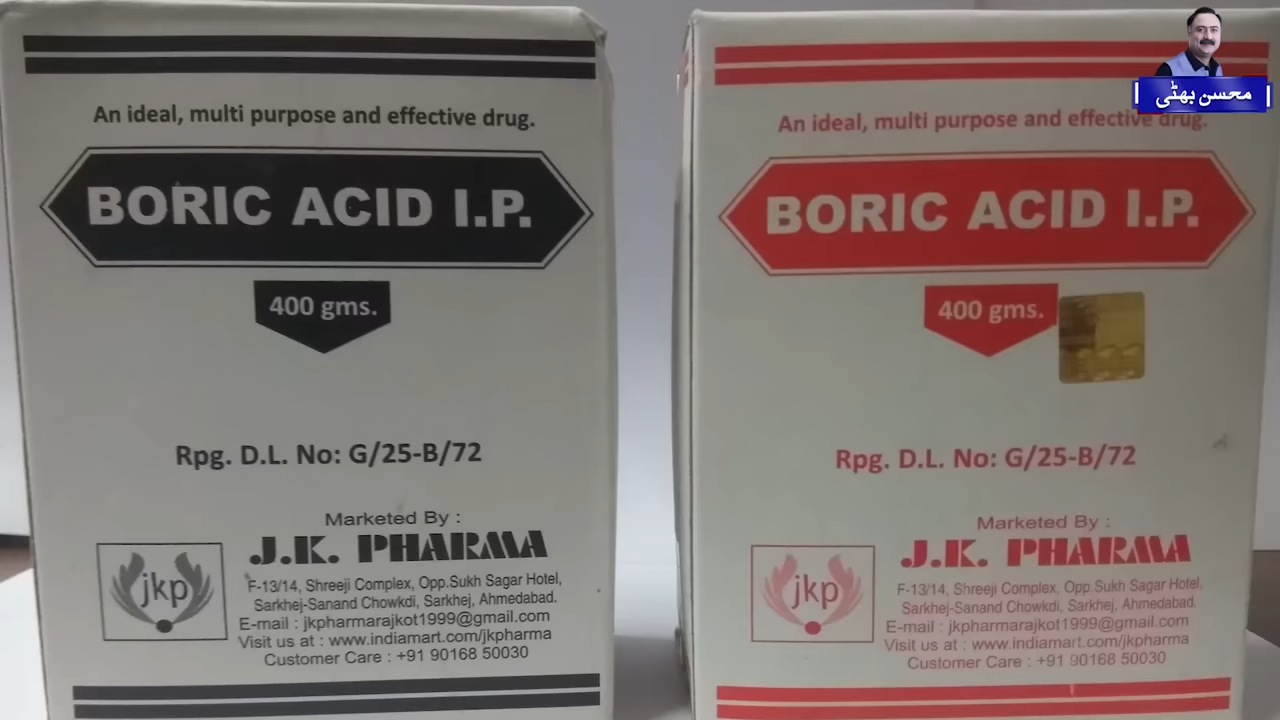 An ideal, multi purpose and effective drug.
BORIC ACID I.P.
400 gms.
Rpg. D.L. No: G/25-B/72
Marketed By :
J.K. PHARMA
jkp
F-13/14, Shreeji Complex, Opp.Sukh Sagar Hotel,
Sarkhej-Sanand Chowkdi, Sarkhej, Ahmedabad.
E-mail : jkpharmarajkot1999@gmail.com
Visit us at : www.indiamart.com/jkpharma
Customer Care : +91 90168 50030
محسن بھٹی
An ideal, multi purpose and effective drug.
BORIC ACID I.P.
400 gms.
Rpg. D.L. No: G/25-B/72
Marketed By :
J.K. PHARMA
jkp
F-13/14, Shreeji Complex, Opp.Sukh Sagar Hotel,
Sarkhej-Sanand Chowkdi, Sarkhej, Ahmedabad.
E-mail : jkpharmarajkot1999@gmail.com
Visit us at : www.indiamart.com/jkpharma
Customer Care : +91 90168 50030